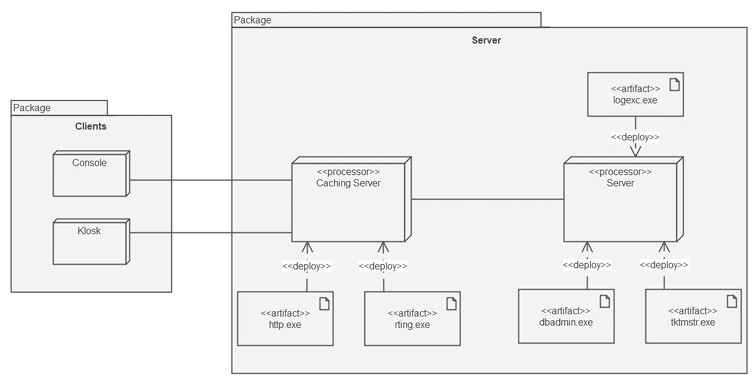 Package
Server
<<artifact>>
logexc.exe
<<deploy>>
Package
Clients
Console
Klosk
<<processor>>
Caching Server
<<processor>>
Server
<<deploy>>
<<deploy>>
<<deploy>>
<<deploy>>
<<artifact>>
http.exe
<<artifact>>
rting.exe
<<artifact>>
dbadmin.exe
<<artifact>>
tktmstr.exe